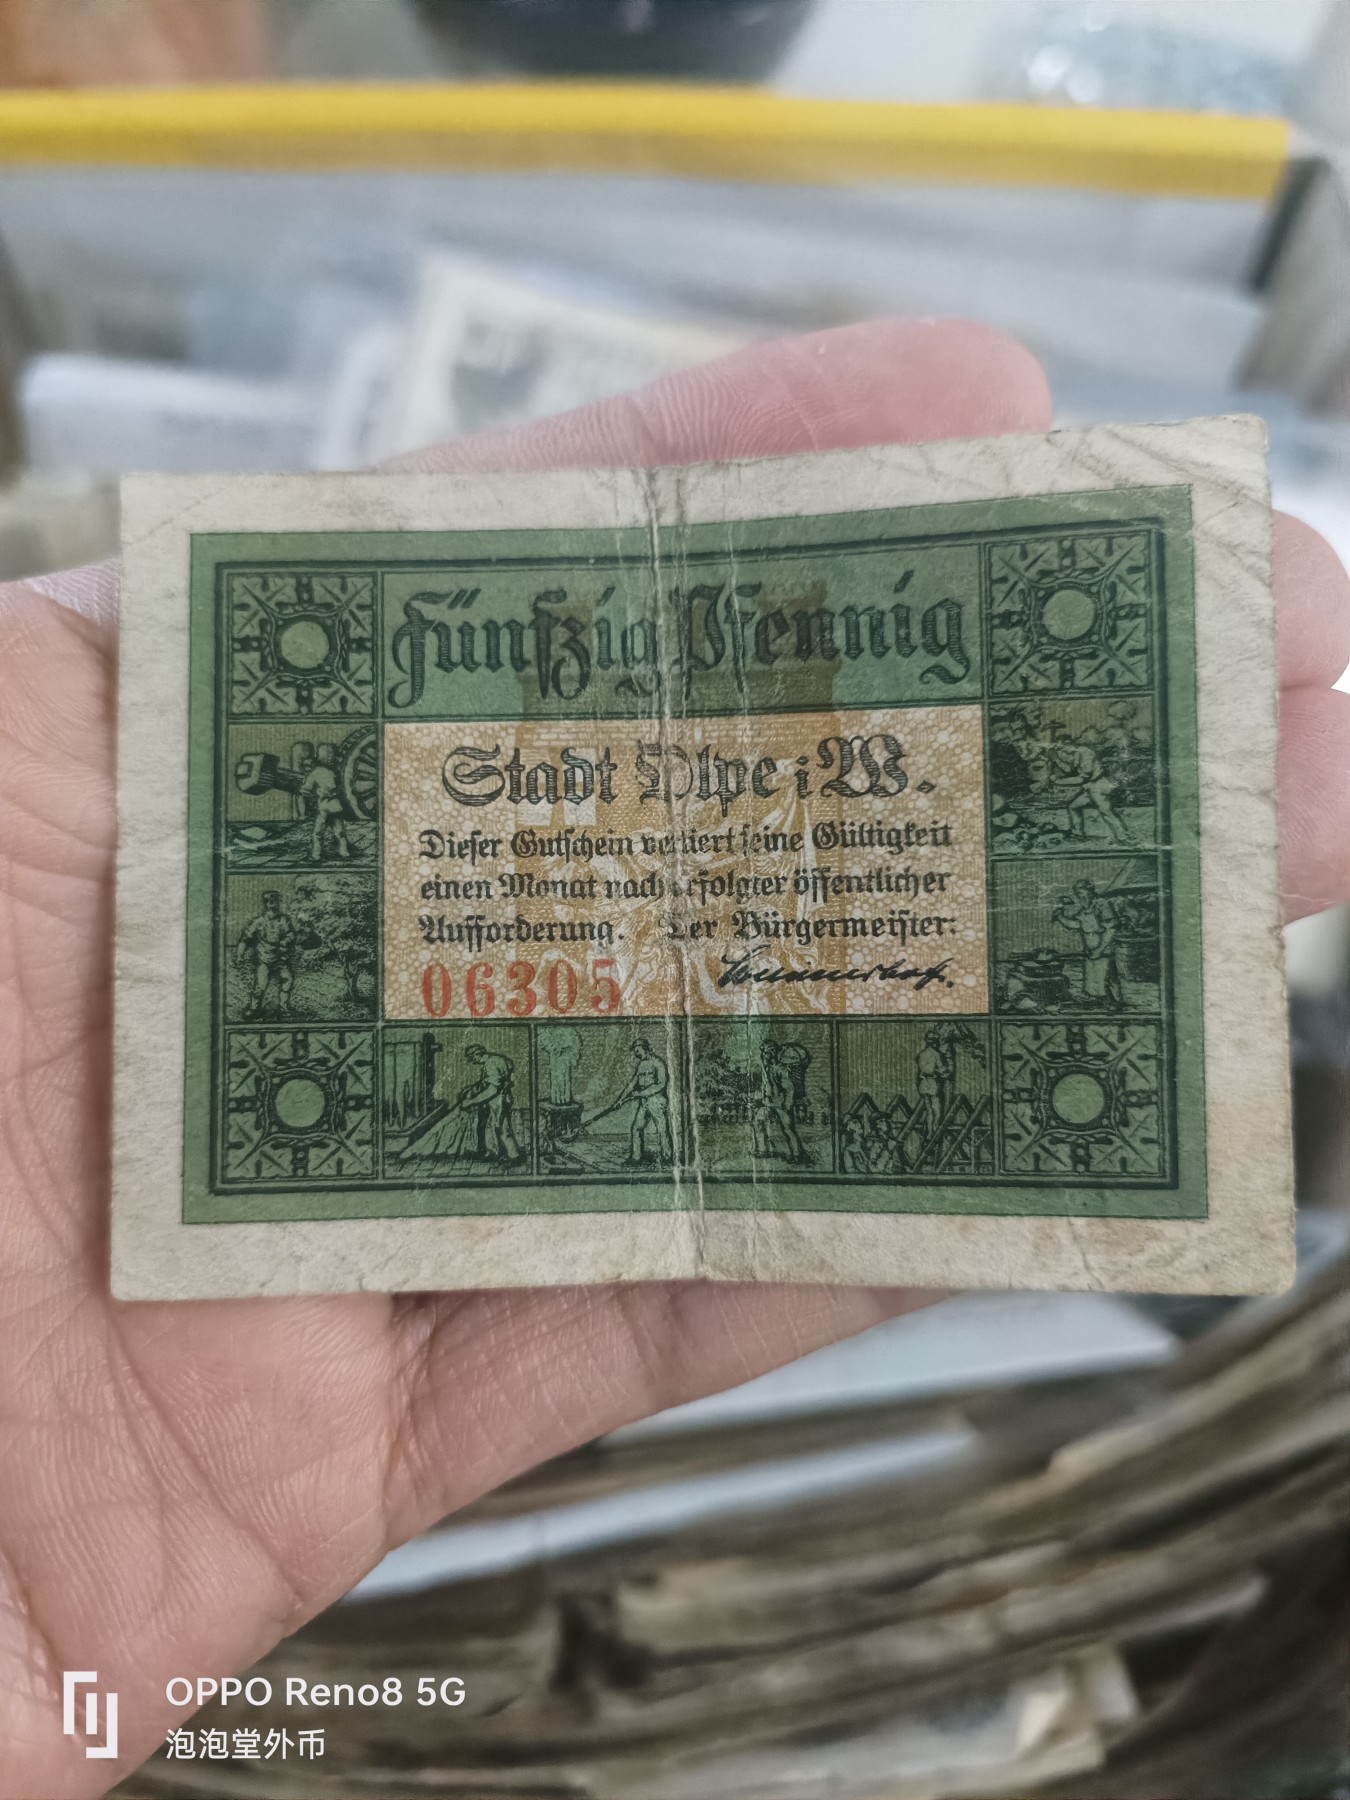 Fünfzig Pfennig
Stadt Olpe i W.
Dieser Gutschein verliert seine Gültigkeit
einen Monat nach erfolgter öffentlicher
Aufforderung. Der Bürgermeister:
06305
OPPO Reno8 5G
泡泡堂外币